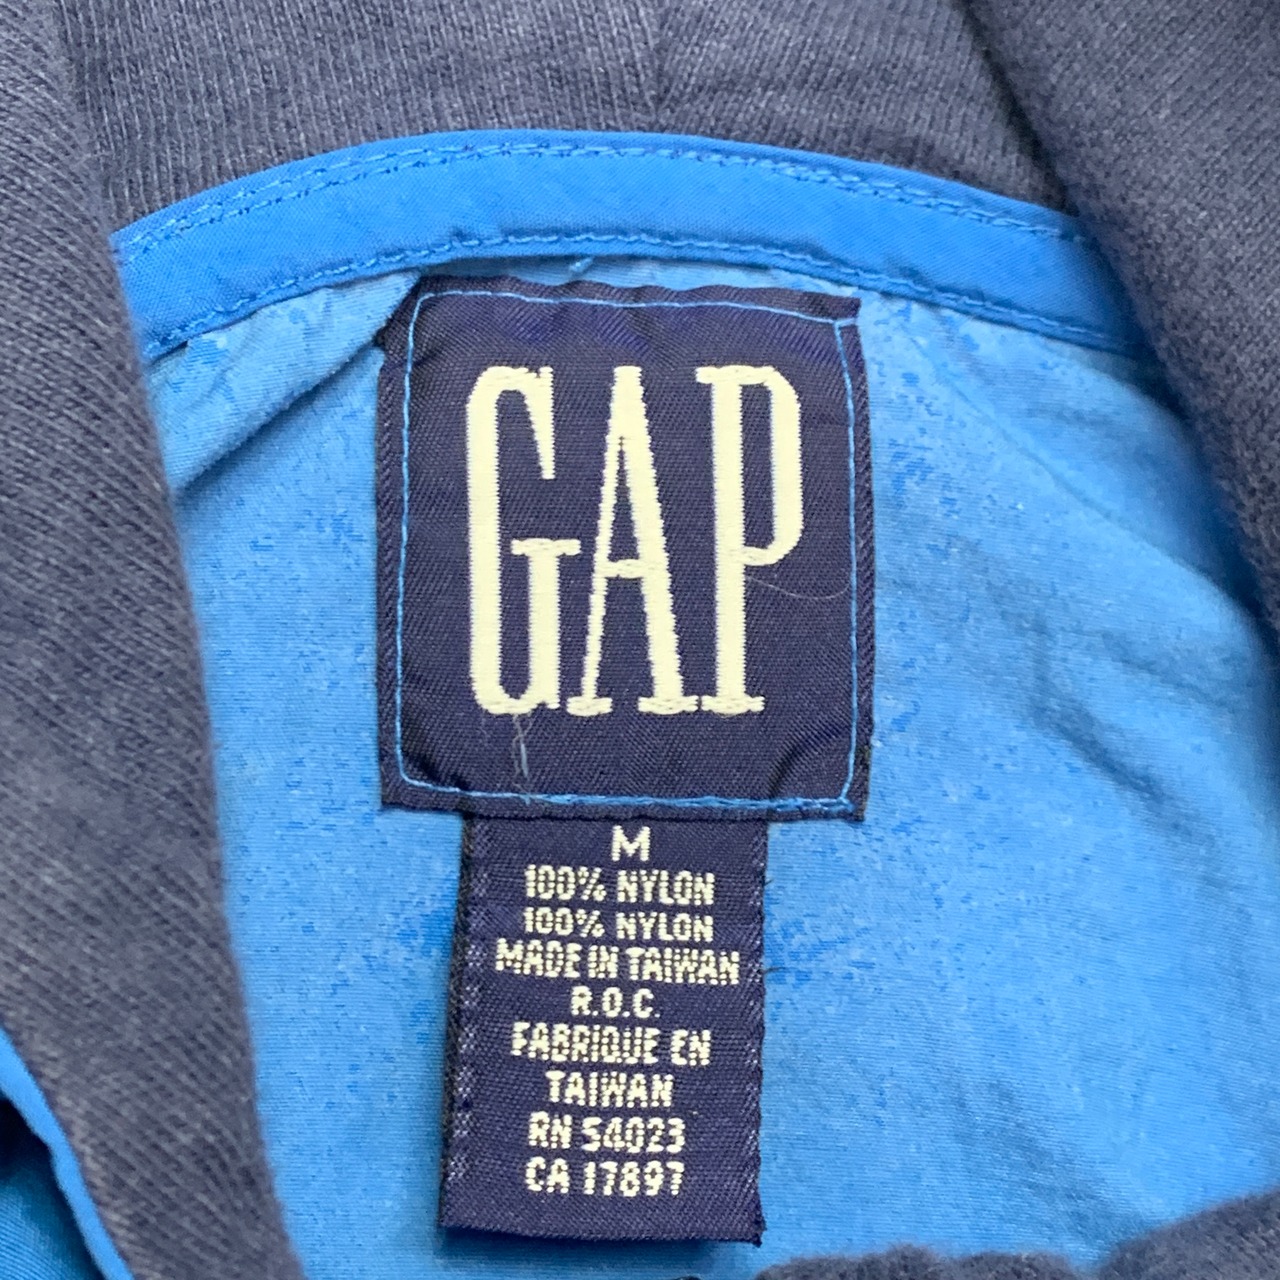 GAP
M
100% NYLON
100% NYLON
MADE IN TAIWAN
R.O.C.
FABRIQUE EN
TAIWAN
RN 54023
CA 17897